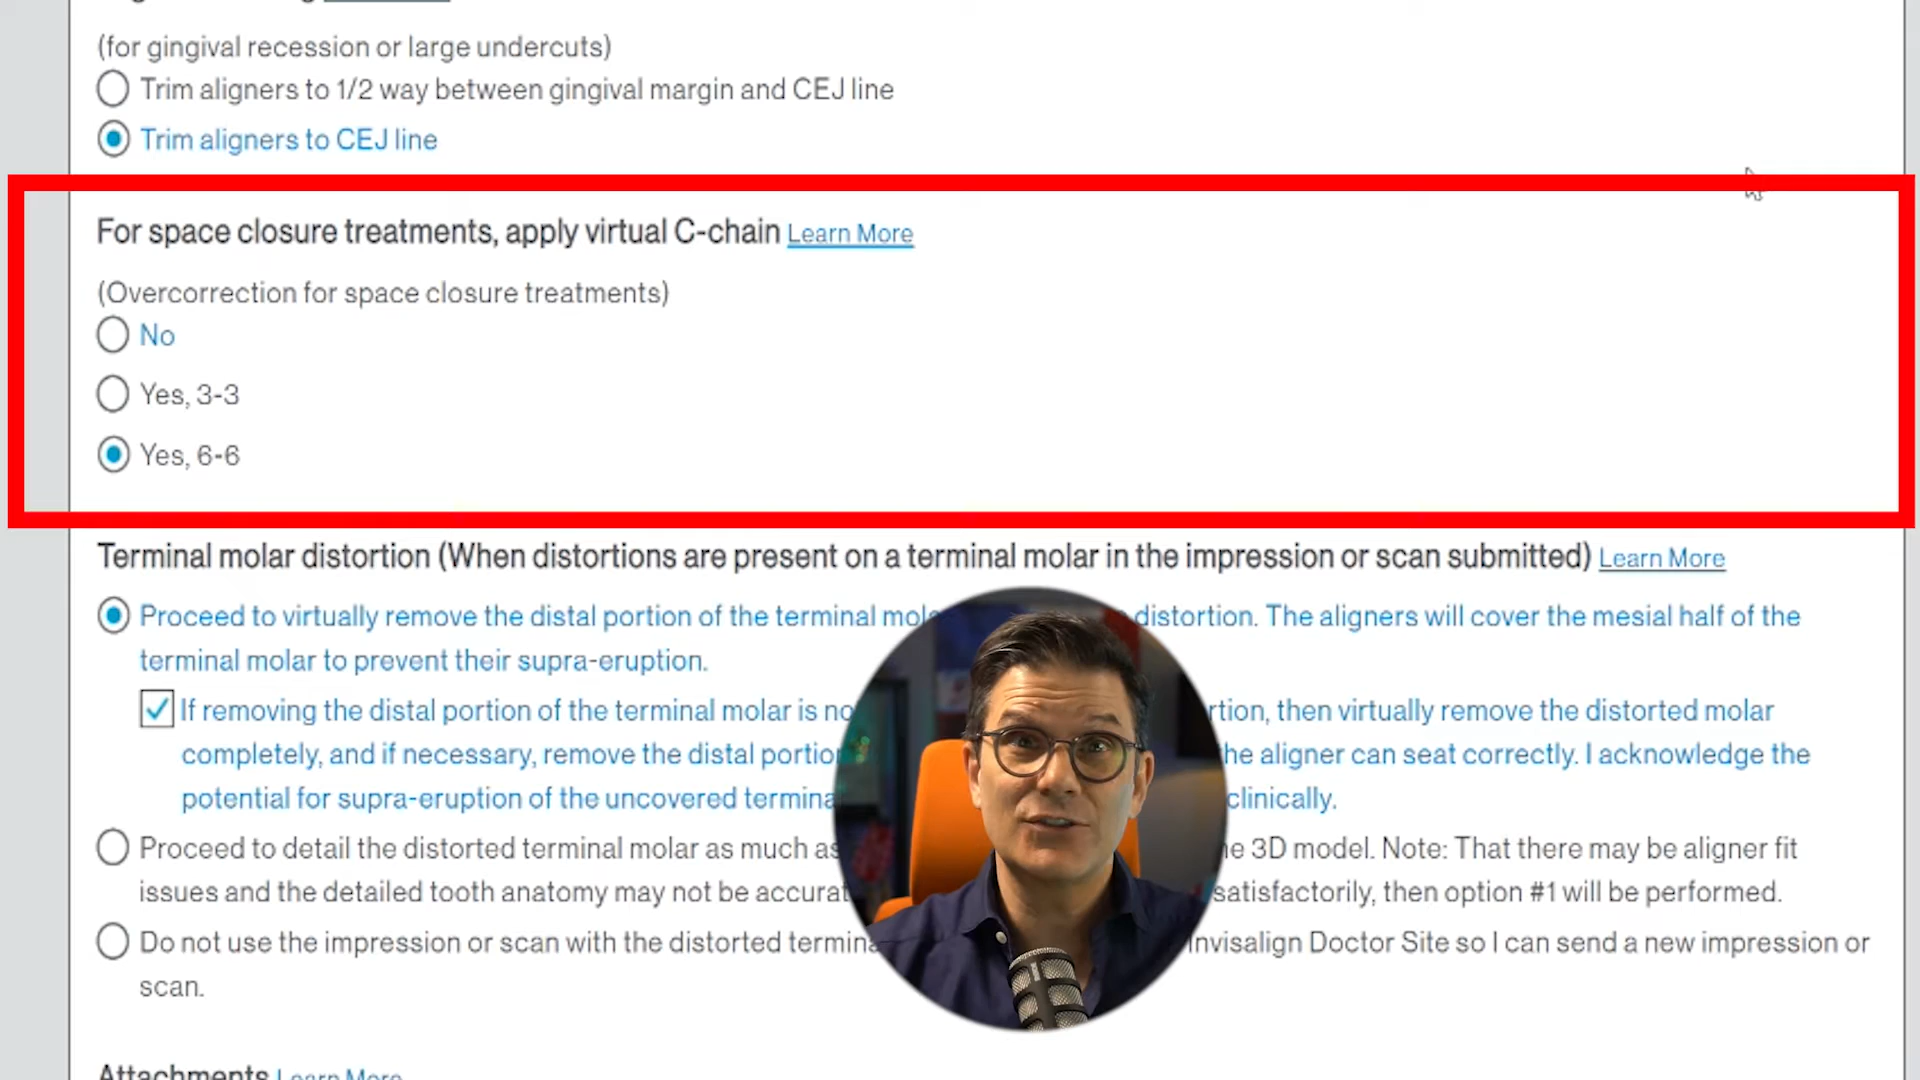 (for gingival recession or large undercuts)
Trim aligners to 1/2 way between gingival margin and CEJ line
Trim aligners to CEJ line
For space closure treatments, apply virtual C-chain Learn More
(Overcorrection for space closure treatments)
No
Yes, 3-3
Yes, 6-6
Terminal molar distortion (When distortions are present on a terminal molar in the impression or scan submitted) Learn More
Proceed to virtually remove the distal portion of the terminal distortion. The aligners will cover the mesial half of the
terminal molar to prevent their supra-eruption.
If removing the distal portion of the terminal molar is then virtually remove the distorted molar
completely, and if necessary, remove the distal the aligner can seat correctly. I acknowledge the
potential for supra-eruption of the uncovered clinically.
Proceed to detail the distorted terminal molar as much as 3D model. Note: That there may be aligner fit
issues and the detailed tooth anatomy may not be satisfactorily, then option #1 will be performed.
Do not use the impression or scan with the distorted Invisalign Doctor Site so I can send a new impression or
scan.
Attachments Learn More